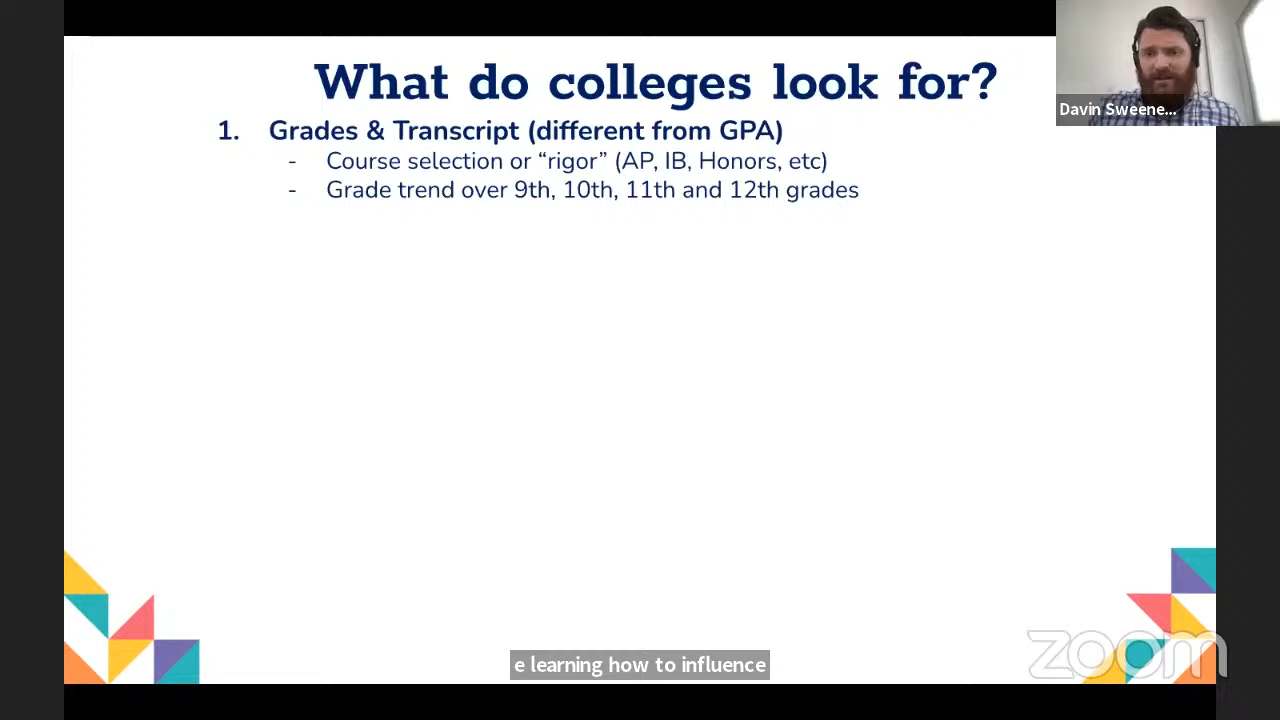 What do colleges look for?
1. Grades & Transcript (different from GPA)
- Course selection or “rigor” (AP, IB, Honors, etc)
- Grade trend over 9th, 10th, 11th and 12th grades
Davin Sweene...
e learning how to influence
zoom